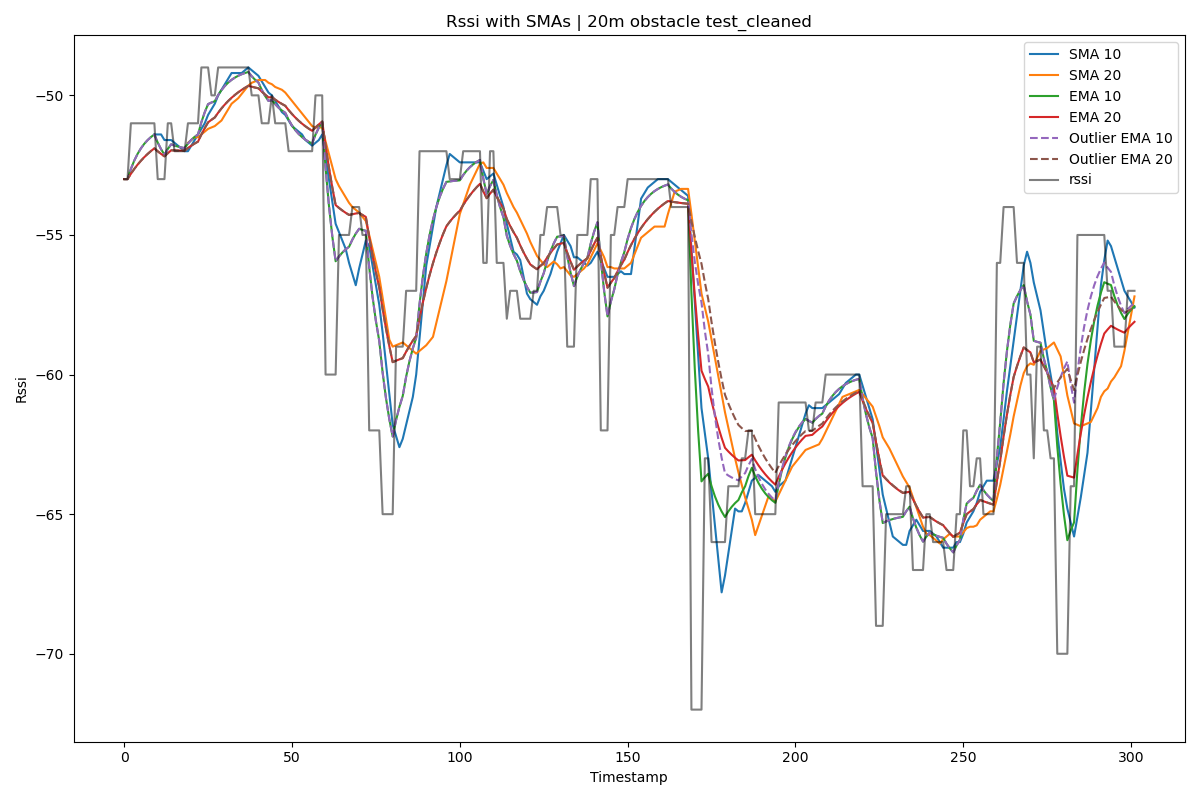 Rssi with SMAs | 20m obstacle test_cleaned
SMA 10
SMA 20
EMA 10
EMA 20
Outlier EMA 10
Outlier EMA 20
rssi
−50
−55
−60
−65
−70
Rssi
0
50
100
150
200
250
300
Timestamp